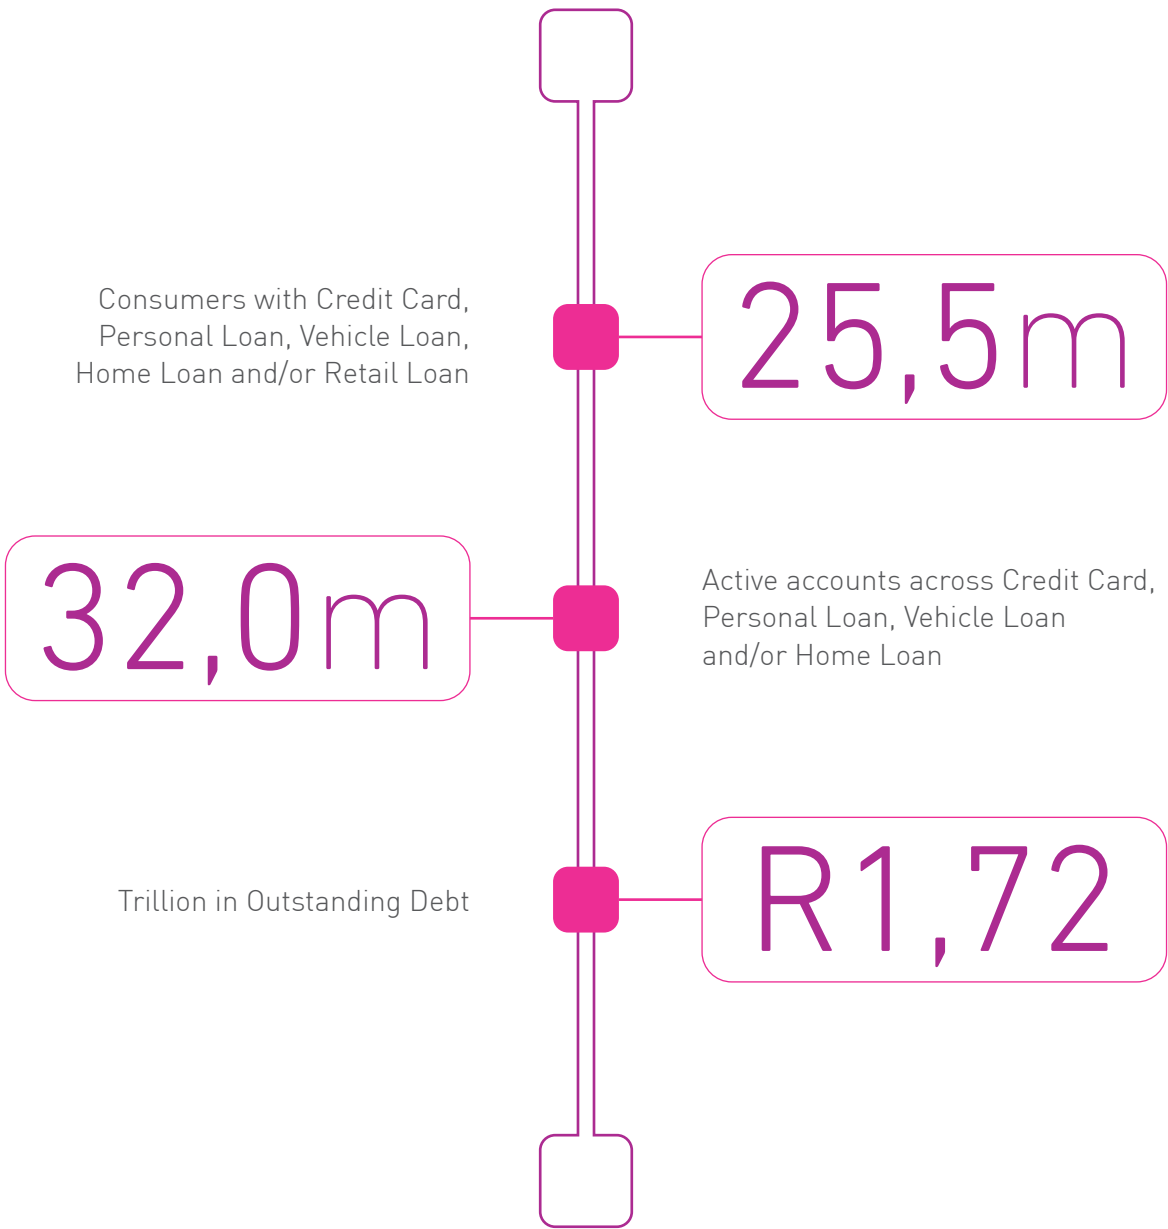 Consumers with Credit Card,
Personal Loan, Vehicle Loan,
Home Loan and/or Retail Loan
25,5m
32,0m
Active accounts across Credit Card,
Personal Loan, Vehicle Loan
and/or Home Loan
Trillion in Outstanding Debt
R1,72